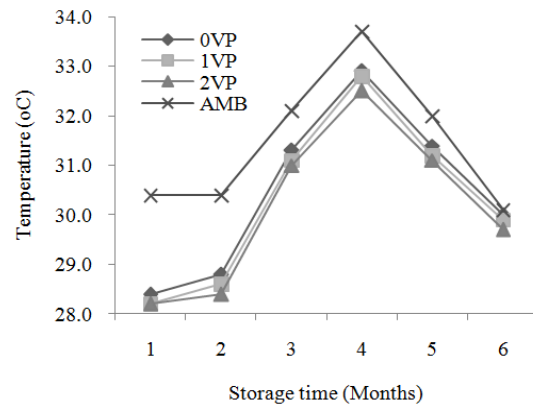 34.0
33.0
32.0
31.0
30.0
29.0
28.0
Temperature (oC)
0VP
1VP
2VP
AMB
1 2 3 4 5 6
Storage time (Months)